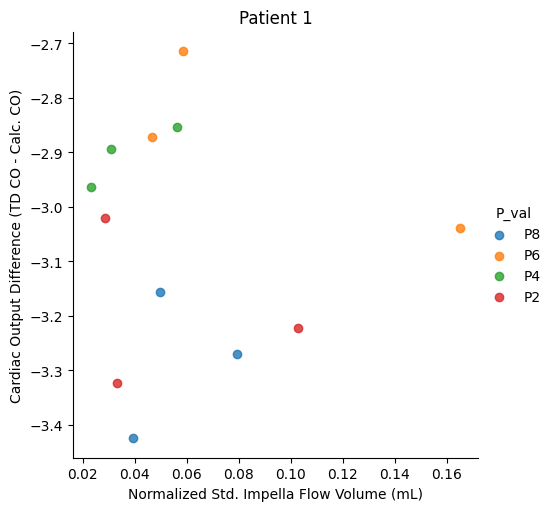 Patient 1
−2.7
−2.8
−2.9
−3.0
−3.1
−3.2
−3.3
−3.4
Cardiac Output Difference (TD CO - Calc. CO)
0.02 0.04 0.06 0.08 0.10 0.12 0.14 0.16
Normalized Std. Impella Flow Volume (mL)
P_val
P8
P6
P4
P2